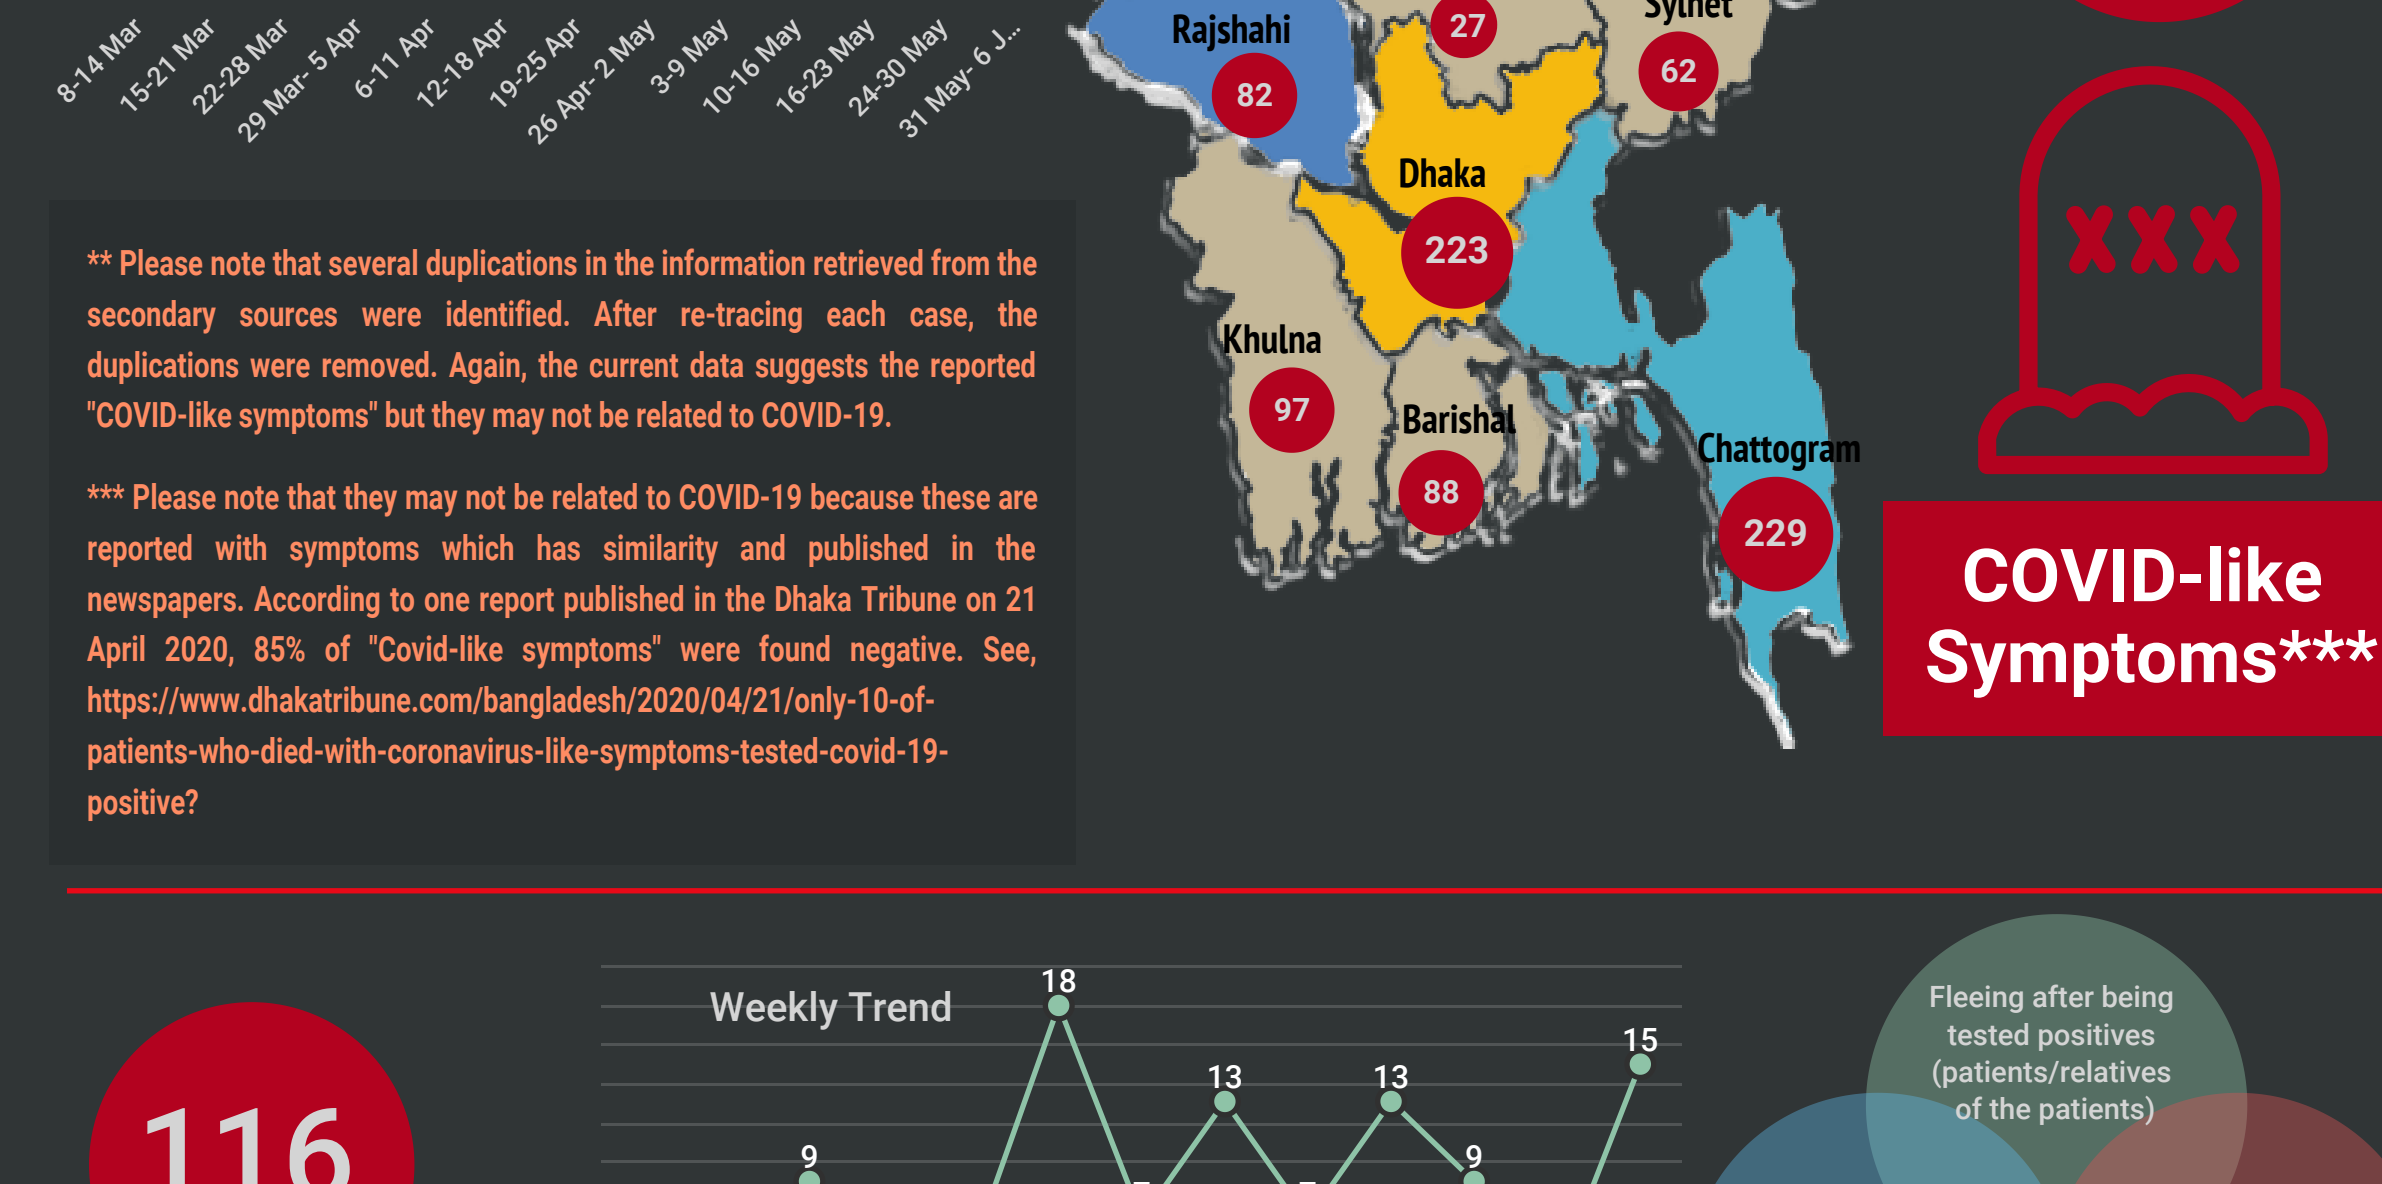 8-14 Mar
15-21 Mar
22-28 Mar
29 Mar- 5 Apr
6-11 Apr
12-18 Apr
19-25 Apr
26 Apr- 2 May
3-9 May
10-16 May
16-23 May
24-30 May
31 May- 6 J...
Rajshahi
82
27
Sylhet
62
Dhaka
223
Khulna
97
Barishal
88
Chattogram
229
XXX
COVID-like
Symptoms***
** Please note that several duplications in the information retrieved from the
secondary sources were identified. After re-tracing each case, the
duplications were removed. Again, the current data suggests the reported
"COVID-like symptoms" but they may not be related to COVID-19.
*** Please note that they may not be related to COVID-19 because these are
reported with symptoms which has similarity and published in the
newspapers. According to one report published in the Dhaka Tribune on 21
April 2020, 85% of "Covid-like symptoms" were found negative. See,
https://www.dhakatribune.com/bangladesh/2020/04/21/only-10-of-
patients-who-died-with-coronavirus-like-symptoms-tested-covid-19-
positive?
116
Weekly Trend
9
18
13
13
9
15
Fleeing after being
tested positives
(patients/relatives
of the patients)